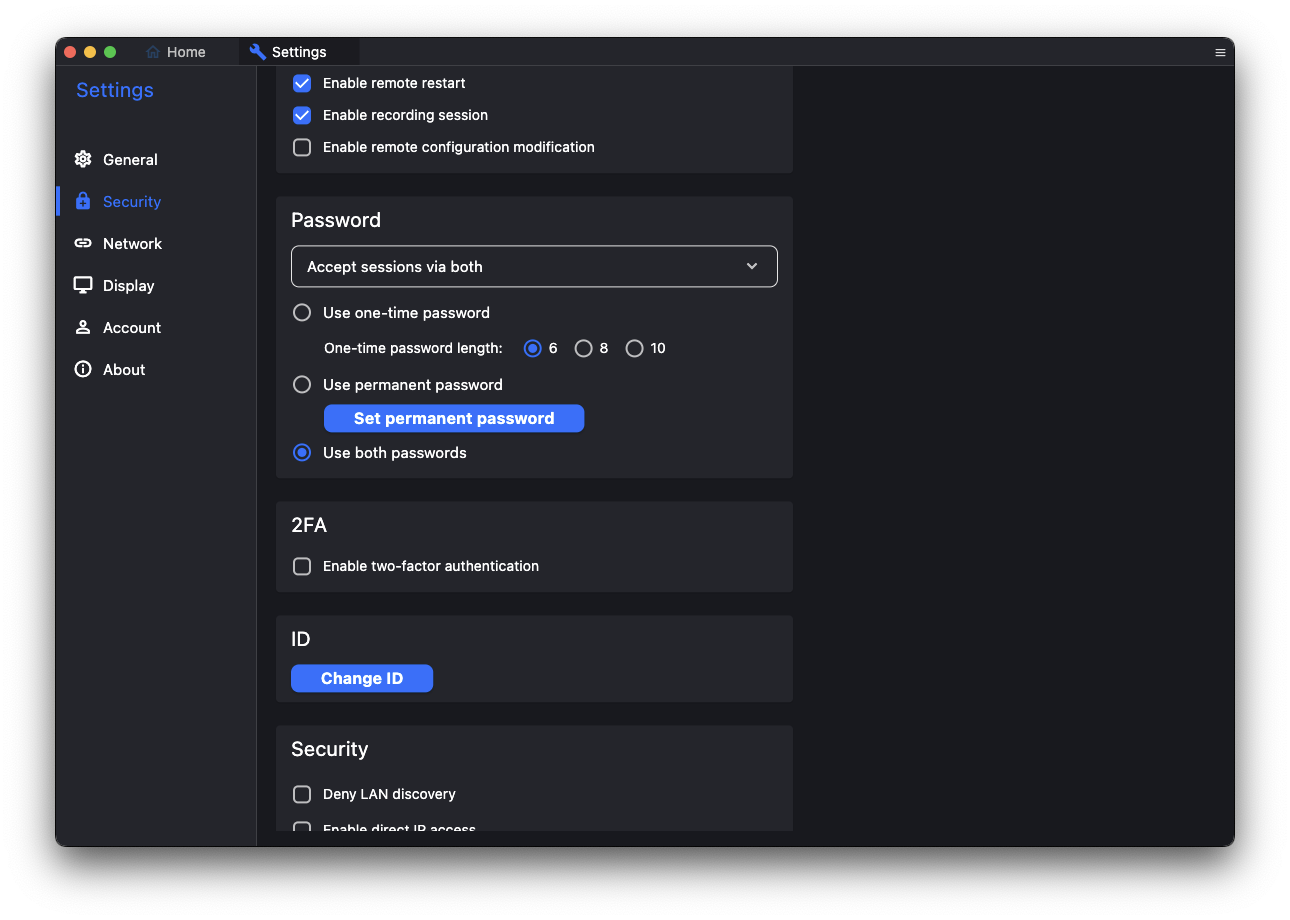 Home
Settings
Settings
General
Security
Network
Display
Account
About
Enable remote restart
Enable recording session
Enable remote configuration modification
Password
Accept sessions via both
Use one-time password
One-time password length: 6 8 10
Use permanent password
Set permanent password
Use both passwords
2FA
Enable two-factor authentication
ID
Change ID
Security
Deny LAN discovery
Enable direct IP access